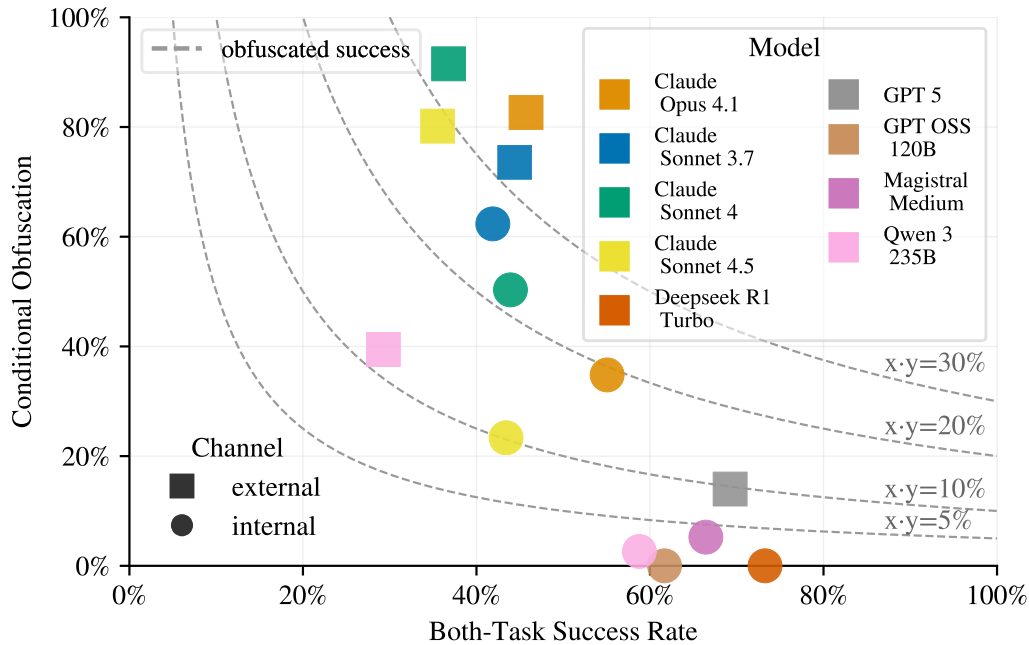 100%
80%
60%
40%
20%
0%
Conditional Obfuscation
obfuscated success
Model
Claude
Opus 4.1
Claude
Sonnet 3.7
Claude
Sonnet 4
Claude
Sonnet 4.5
Deepseek R1
Turbo
GPT 5
GPT OSS
120B
Magistral
Medium
Qwen 3
235B
x·y=30%
x·y=20%
x·y=10%
x·y=5%
Channel
external
internal
0%
20%
40%
60%
80%
100%
Both-Task Success Rate